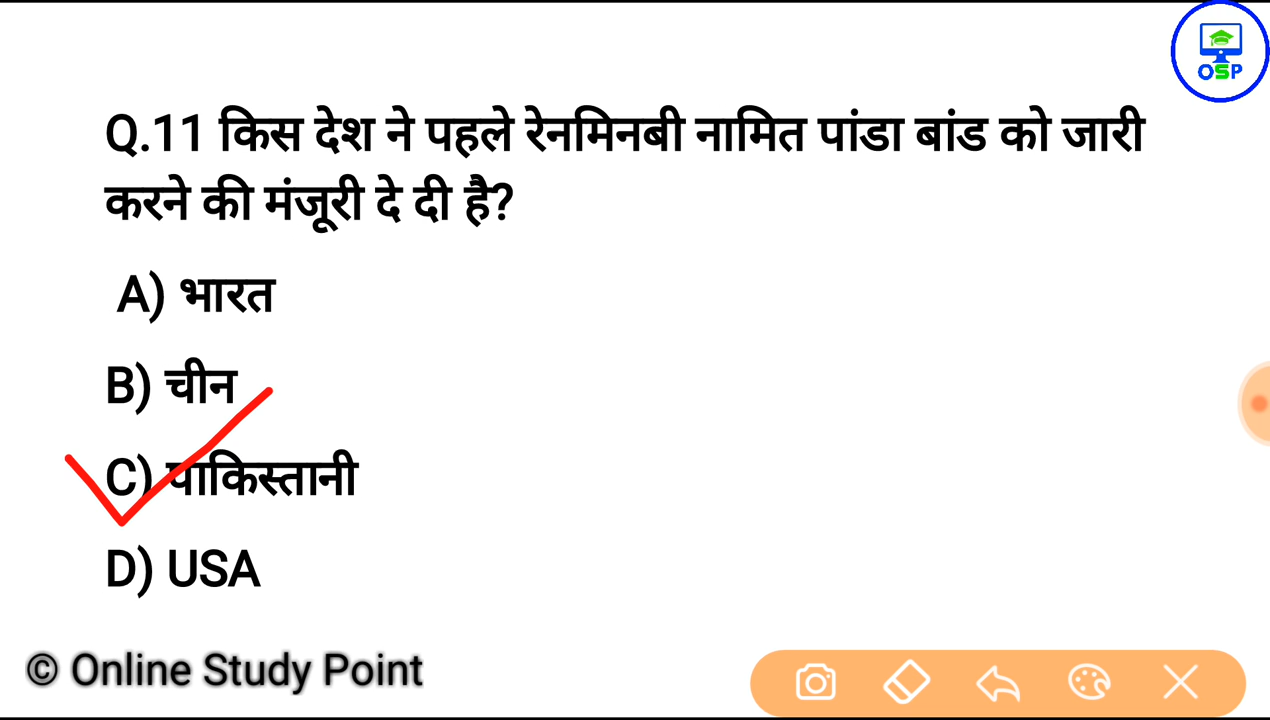 OSP
Q.11 किस देश ने पहले रेनमिनबी नामित पांडा बांड को जारी
करने की मंजूरी दे दी है?
A) भारत
B) चीन
C) पाकिस्तानी
D) USA
© Online Study Point